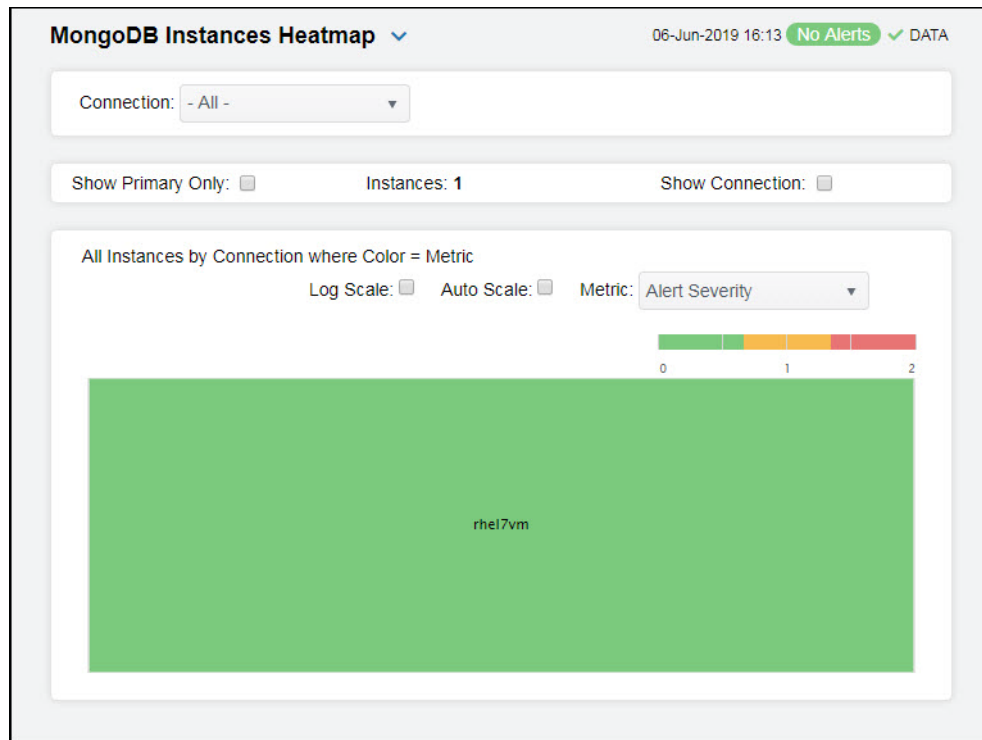 MongoDB Instances Heatmap 06-Jun-2019 16:13 No Alerts DATA
Connection: - All -
Show Primary Only: Instances: 1 Show Connection:
All Instances by Connection where Color = Metric
Log Scale: Auto Scale: Metric: Alert Severity
0 1 2
rhel7vm